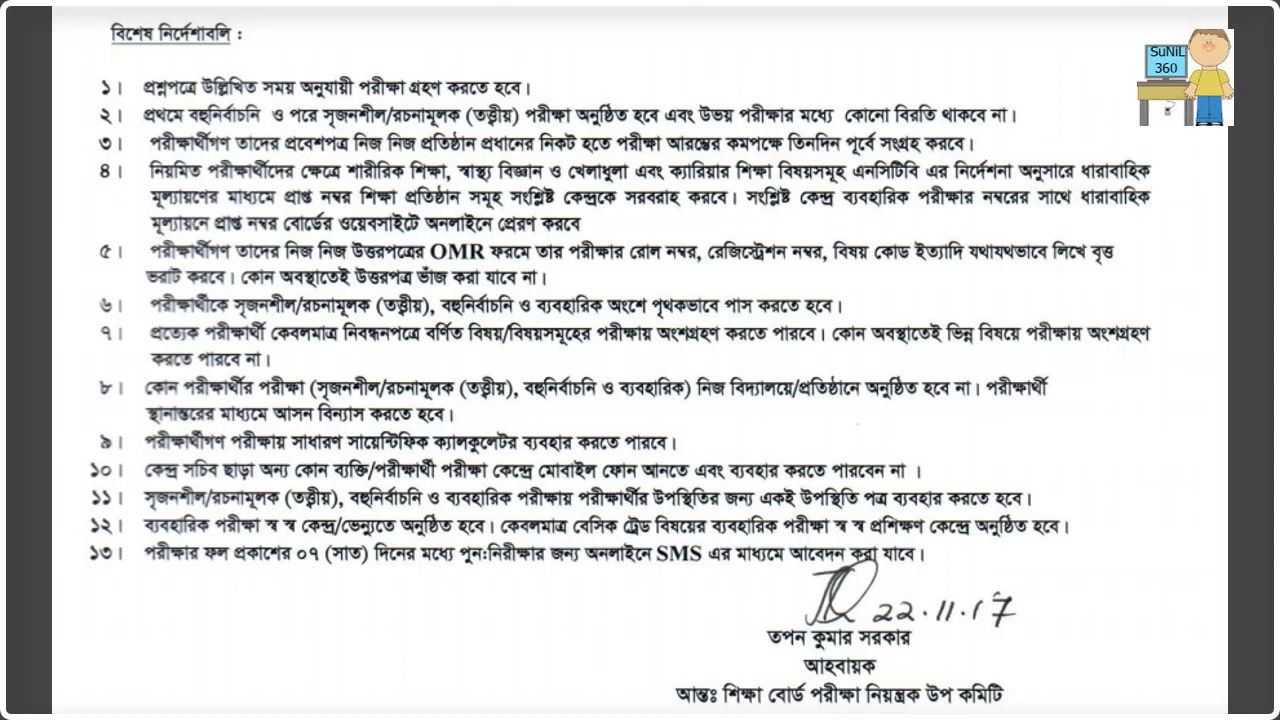 বিশেষ নির্দেশাবলি :
SuNiL
360
১। প্রশ্নপত্রে উল্লিখিত সময় অনুযায়ী পরীক্ষা গ্রহণ করতে হবে।
২। প্রথমে বহুনির্বাচনি ও পরে সৃজনশীল/রচনামূলক (তত্ত্বীয়) পরীক্ষা অনুষ্ঠিত হবে এবং উভয় পরীক্ষার মধ্যে কোনো বিরতি থাকবে না।
৩। পরীক্ষার্থীগণ তাদের প্রবেশপত্র নিজ নিজ প্রতিষ্ঠান প্রধানের নিকট হতে পরীক্ষা আরম্ভের কমপক্ষে তিনদিন পূর্বে সংগ্রহ করবে।
৪। নিয়মিত পরীক্ষার্থীদের ক্ষেত্রে শারীরিক শিক্ষা, স্বাস্থ্য বিজ্ঞান ও খেলাধুলা এবং ক্যারিয়ার শিক্ষা বিষয়সমূহ এনসিটিবি এর নির্দেশনা অনুসারে ধারাবাহিক
মূল্যায়ণের মাধ্যমে প্রাপ্ত নম্বর শিক্ষা প্রতিষ্ঠান সমূহ সংশ্লিষ্ট কেন্দ্রকে সরবরাহ করবে। সংশ্লিষ্ট কেন্দ্র ব্যবহারিক পরীক্ষার নম্বরের সাথে ধারাবাহিক
মূল্যায়নে প্রাপ্ত নম্বর বোর্ডের ওয়েবসাইটে অনলাইনে প্রেরণ করবে
৫। পরীক্ষার্থীগণ তাদের নিজ নিজ উত্তরপত্রের OMR ফরমে তার পরীক্ষার রোল নম্বর, রেজিস্ট্রেশন নম্বর, বিষয় কোড ইত্যাদি যথাযথভাবে লিখে বৃত্ত
ভরাট করবে। কোন অবস্থাতেই উত্তরপত্র ভাঁজ করা যাবে না।
৬। পরীক্ষার্থীকে সৃজনশীল/রচনামূলক (তত্ত্বীয়), বহুনির্বাচনি ও ব্যবহারিক অংশে পৃথকভাবে পাস করতে হবে।
৭। প্রত্যেক পরীক্ষার্থী কেবলমাত্র নিবন্ধনপত্রে বর্ণিত বিষয়/বিষয়সমূহের পরীক্ষায় অংশগ্রহণ করতে পারবে। কোন অবস্থাতেই ভিন্ন বিষয়ে পরীক্ষায় অংশগ্রহণ
করতে পারবে না।
৮। কোন পরীক্ষার্থীর পরীক্ষা (সৃজনশীল/রচনামূলক (তত্ত্বীয়), বহুনির্বাচনি ও ব্যবহারিক) নিজ বিদ্যালয়ে/প্রতিষ্ঠানে অনুষ্ঠিত হবে না। পরীক্ষার্থী
স্থানান্তরের মাধ্যমে আসন বিন্যাস করতে হবে।
৯। পরীক্ষার্থীগণ পরীক্ষায় সাধারণ সায়েন্টিফিক ক্যালকুলেটর ব্যবহার করতে পারবে।
১০। কেন্দ্র সচিব ছাড়া অন্য কোন ব্যক্তি/পরীক্ষার্থী পরীক্ষা কেন্দ্রে মোবাইল ফোন আনতে এবং ব্যবহার করতে পারবেন না ।
১১। সৃজনশীল/রচনামূলক (তত্ত্বীয়), বহুনির্বাচনি ও ব্যবহারিক পরীক্ষায় পরীক্ষার্থীর উপস্থিতির জন্য একই উপস্থিতি পত্র ব্যবহার করতে হবে।
১২। ব্যবহারিক পরীক্ষা স্ব স্ব কেন্দ্র/ভেন্যুতে অনুষ্ঠিত হবে। কেবলমাত্র বেসিক ট্রেড বিষয়ের ব্যবহারিক পরীক্ষা স্ব স্ব প্রশিক্ষণ কেন্দ্রে অনুষ্ঠিত হবে।
১৩। পরীক্ষার ফল প্রকাশের ০৭ (সাত) দিনের মধ্যে পুন:নিরীক্ষার জন্য অনলাইনে SMS এর মাধ্যমে আবেদন করা যাবে।
22.11.17
তপন কুমার সরকার
আহবায়ক
আন্তঃ শিক্ষা বোর্ড পরীক্ষা নিয়ন্ত্রক উপ কমিটি